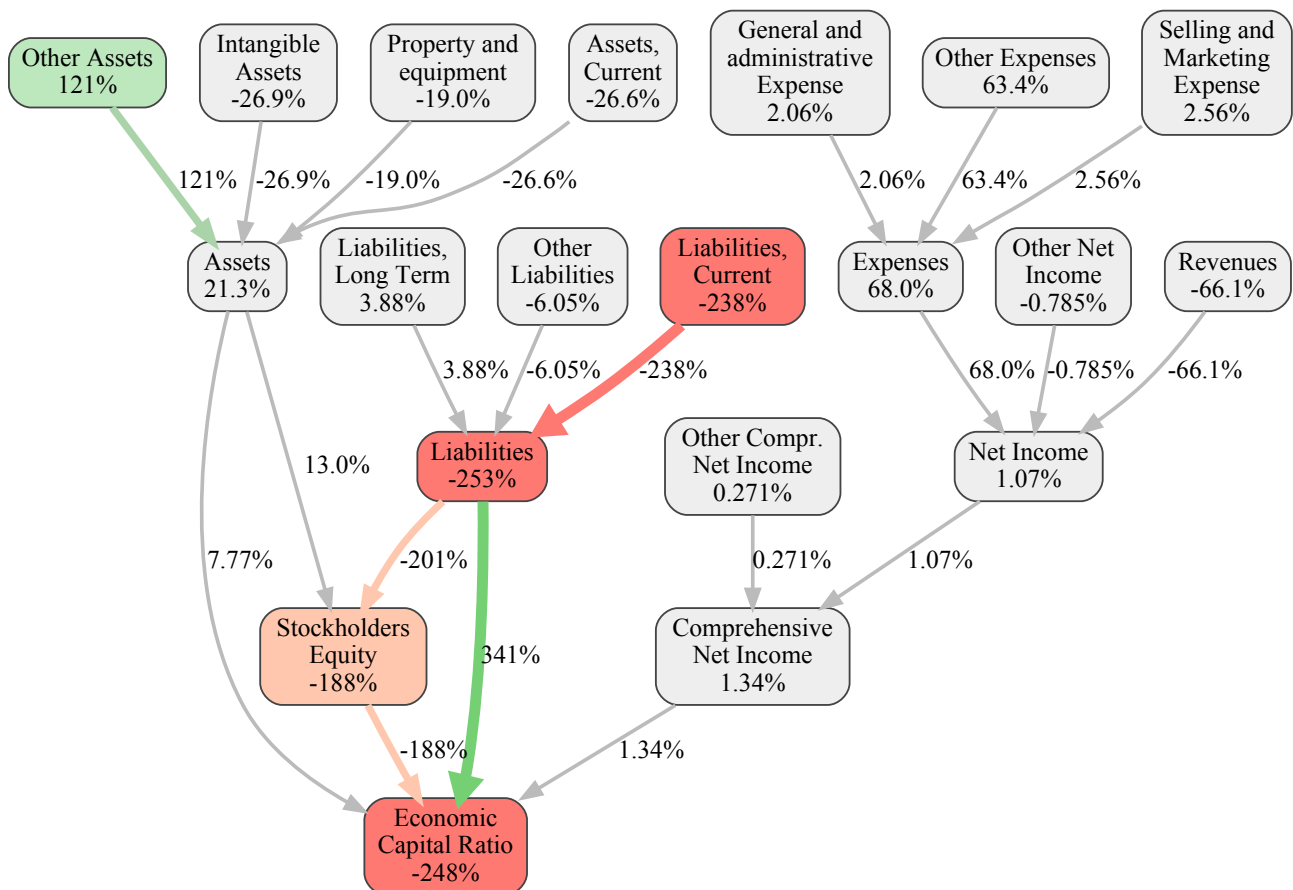 Other Assets
121%
Intangible
Assets
-26.9%
Property and
equipment
-19.0%
Assets,
Current
-26.6%
General and
administrative
Expense
2.06%
Other Expenses
63.4%
Selling and
Marketing
Expense
2.56%
121%
-26.9%
-19.0%
-26.6%
2.06%
63.4%
2.56%
Assets
21.3%
Liabilities,
Long Term
3.88%
Other
Liabilities
-6.05%
Liabilities,
Current
-238%
Expenses
68.0%
Other Net
Income
-0.785%
Revenues
-66.1%
3.88%
-6.05%
-238%
68.0%
-0.785%
-66.1%
13.0%
Liabilities
-253%
Other Compr.
Net Income
0.271%
Net Income
1.07%
7.77%
-201%
0.271%
1.07%
Stockholders
Equity
-188%
341%
Comprehensive
Net Income
1.34%
-188%
1.34%
Economic
Capital Ratio
-248%